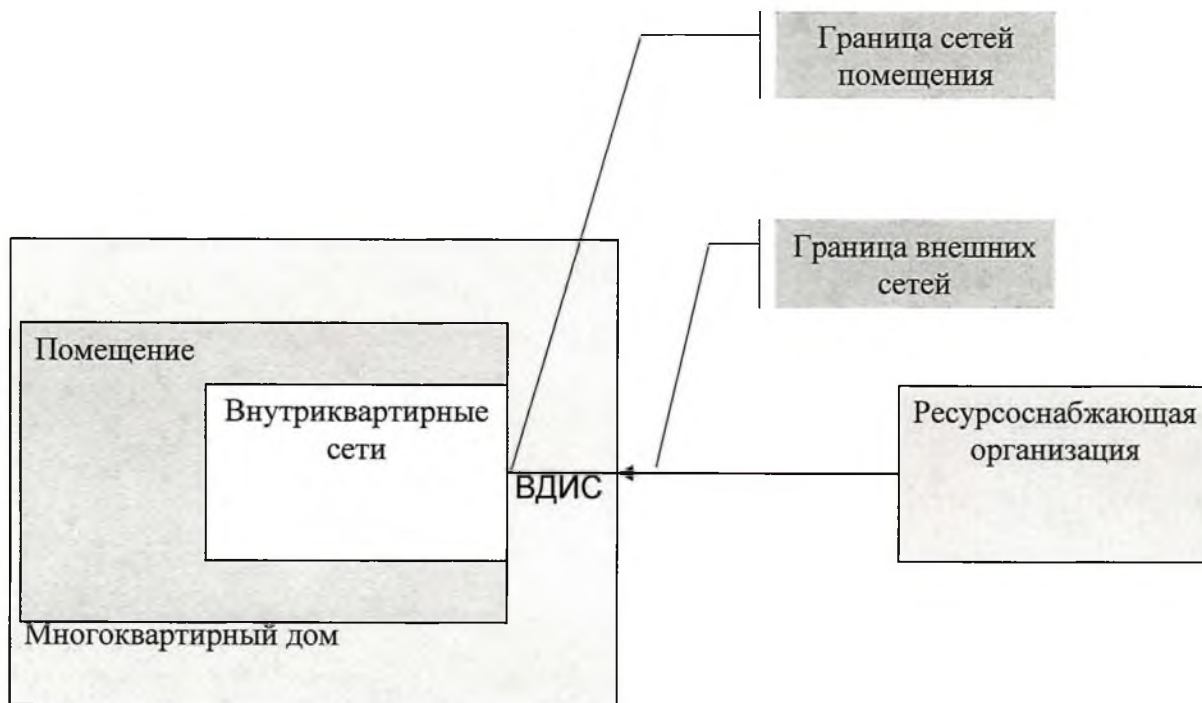 Граница сетей
помещения
Граница внешних
сетей
Помещение
Внутриквартирные
сети
ВДИС
Ресурсоснабжающая
организация
Многоквартирный дом